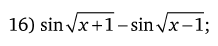 16) sin√(x+1) – sin√(x–1);